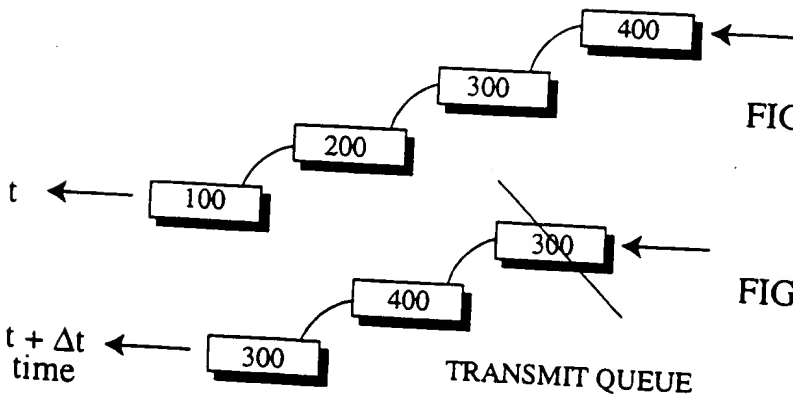 400
300
FIG
200
t
100
300
400
FIG
t + Δt
time
300
TRANSMIT QUEUE